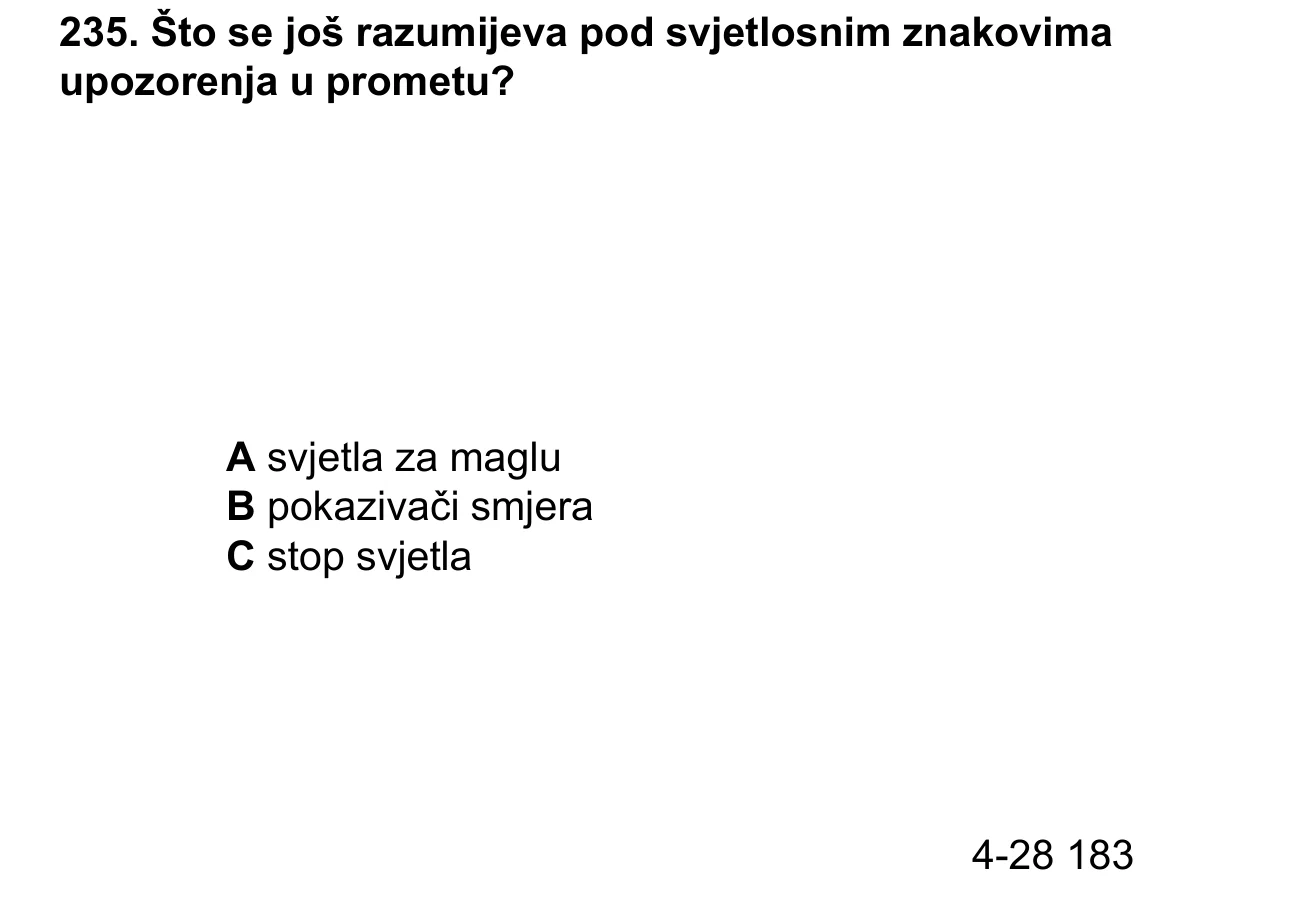 235. Što se još razumijeva pod svjetlosnim znakovima
upozorenja u prometu?
A svjetla za maglu
B pokazivači smjera
C stop svjetla
4-28 183